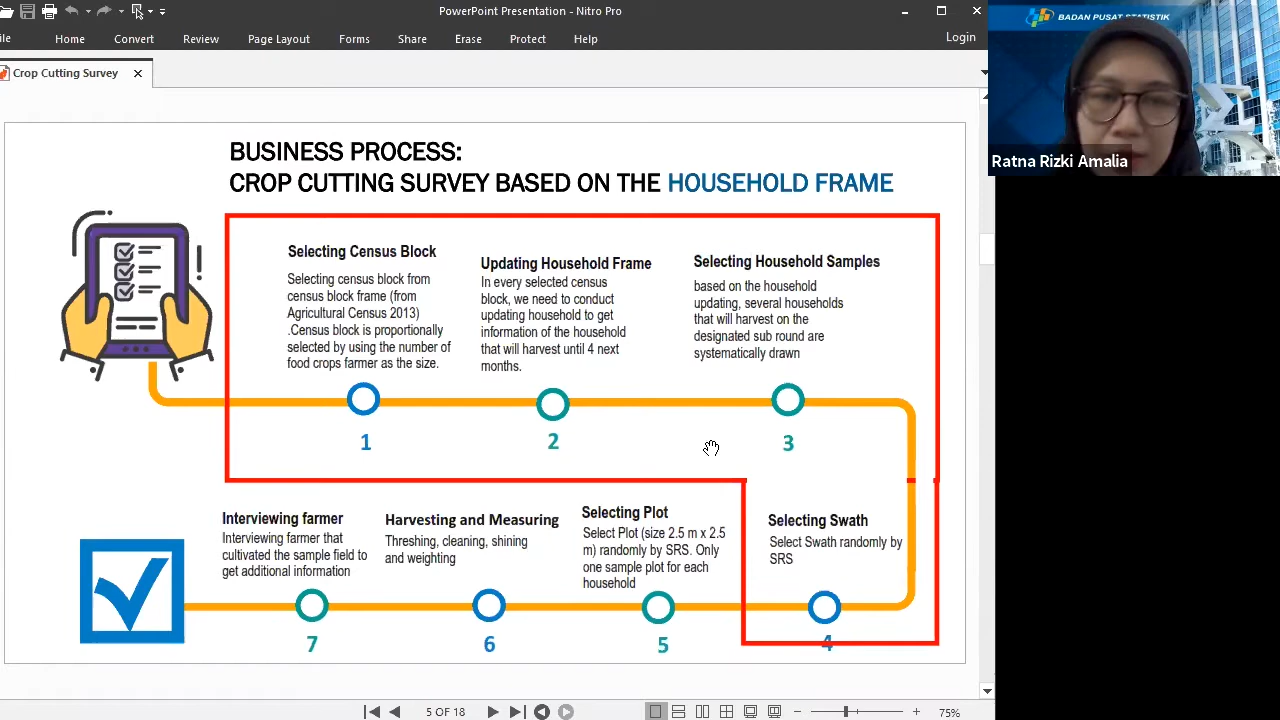 PowerPoint Presentation - Nitro Pro
Home Convert Review Page Layout Forms Share Erase Protect Help
Login
Crop Cutting Survey
BADAN PUSAT STATISTIK
Ratna Rizki Amalia
BUSINESS PROCESS:
CROP CUTTING SURVEY BASED ON THE HOUSEHOLD FRAME
Selecting Census Block
Selecting census block from
census block frame (from
Agricultural Census 2013)
.Census block is proportionally
selected by using the number of
food crops farmer as the size.
1
Updating Household Frame
In every selected census
block, we need to conduct
updating household to get
information of the household
that will harvest until 4 next
months.
2
Selecting Household Samples
based on the household
updating, several households
that will harvest on the
designated sub round are
systematically drawn
3
Selecting Swath
Select Swath randomly by
SRS
4
Selecting Plot
Select Plot (size 2.5 m x 2.5
m) randomly by SRS. Only
one sample plot for each
household
5
Harvesting and Measuring
Threshing, cleaning, shining
and weighting
6
Interviewing farmer
Interviewing farmer that
cultivated the sample field to
get additional information
7
5 OF 18
75%